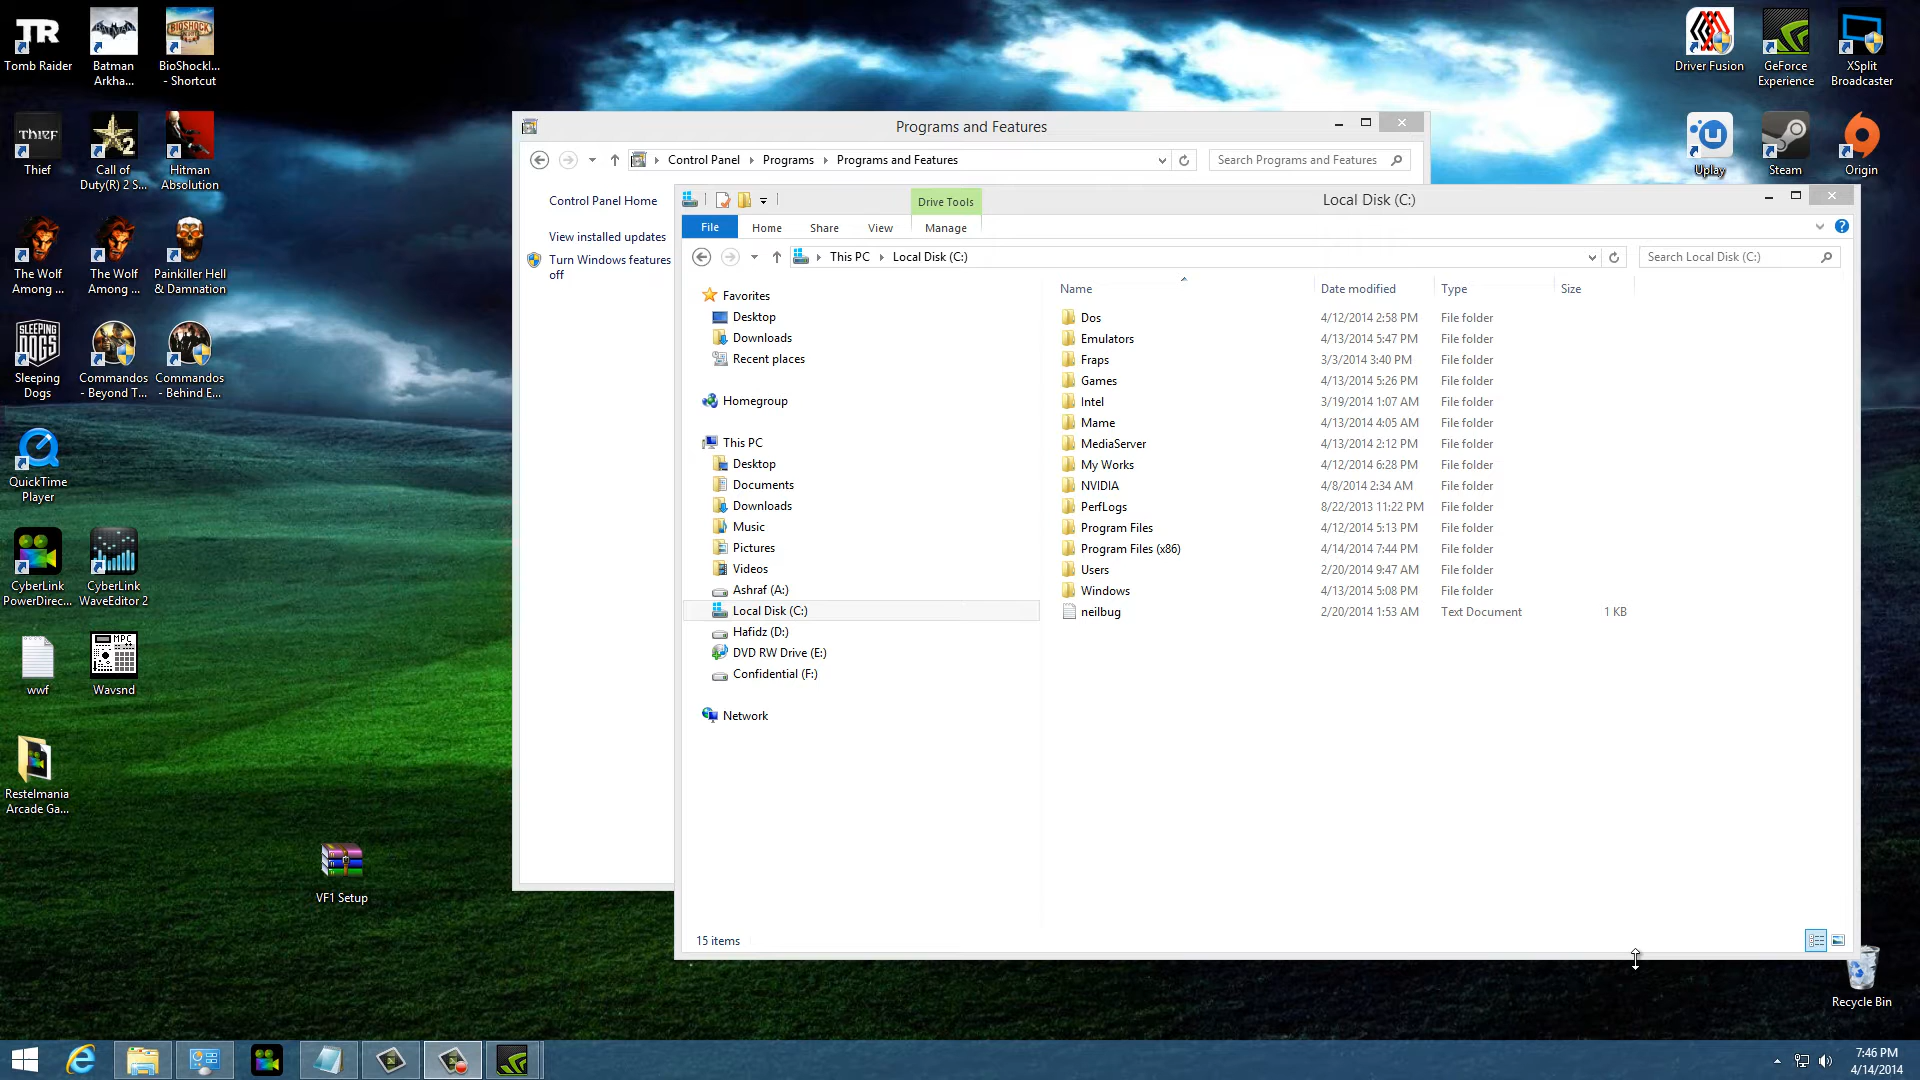 Tomb Raider
Batman
Arkha...
BioShockI...
- Shortcut
Thief
Call of
Duty(R) 2 S...
Hitman
Absolution
The Wolf
Among ...
The Wolf
Among ...
Painkiller Hell
& Damnation
SLEEPING
DOGS
Sleeping
Dogs
Commandos
- Beyond T...
Commandos
- Behind E...
QuickTime
Player
CyberLink
PowerDirec...
CyberLink
WaveEditor 2
wwf
MPC
Wavsnd
Restelmania
Arcade Ga...
VF1 Setup
Driver Fusion
GeForce
Experience
XSplit
Broadcaster
Uplay
Steam
Origin
Recycle Bin
Programs and Features
Control Panel
Programs
Programs and Features
Search Programs and Features
Control Panel Home
View installed updates
Turn Windows features
off
Drive Tools
Local Disk (C:)
File
Home
Share
View
Manage
This PC
Local Disk (C:)
Search Local Disk (C:)
Favorites
Desktop
Downloads
Recent places
Homegroup
This PC
Desktop
Documents
Downloads
Music
Pictures
Videos
Ashraf (A:)
Local Disk (C:)
Hafidz (D:)
DVD RW Drive (E:)
Confidential (F:)
Network
Name Date modified Type Size
Dos 4/12/2014 2:58 PM File folder
Emulators 4/13/2014 5:47 PM File folder
Fraps 3/3/2014 3:40 PM File folder
Games 4/13/2014 5:26 PM File folder
Intel 3/19/2014 1:07 AM File folder
Mame 4/13/2014 4:05 AM File folder
MediaServer 4/13/2014 2:12 PM File folder
My Works 4/12/2014 6:28 PM File folder
NVIDIA 4/8/2014 2:34 AM File folder
PerfLogs 8/22/2013 11:22 PM File folder
Program Files 4/12/2014 5:13 PM File folder
Program Files (x86) 4/14/2014 7:44 PM File folder
Users 2/20/2014 9:47 AM File folder
Windows 4/13/2014 5:08 PM File folder
neilbug 2/20/2014 1:53 AM Text Document 1 KB
15 items
7:46 PM
4/14/2014